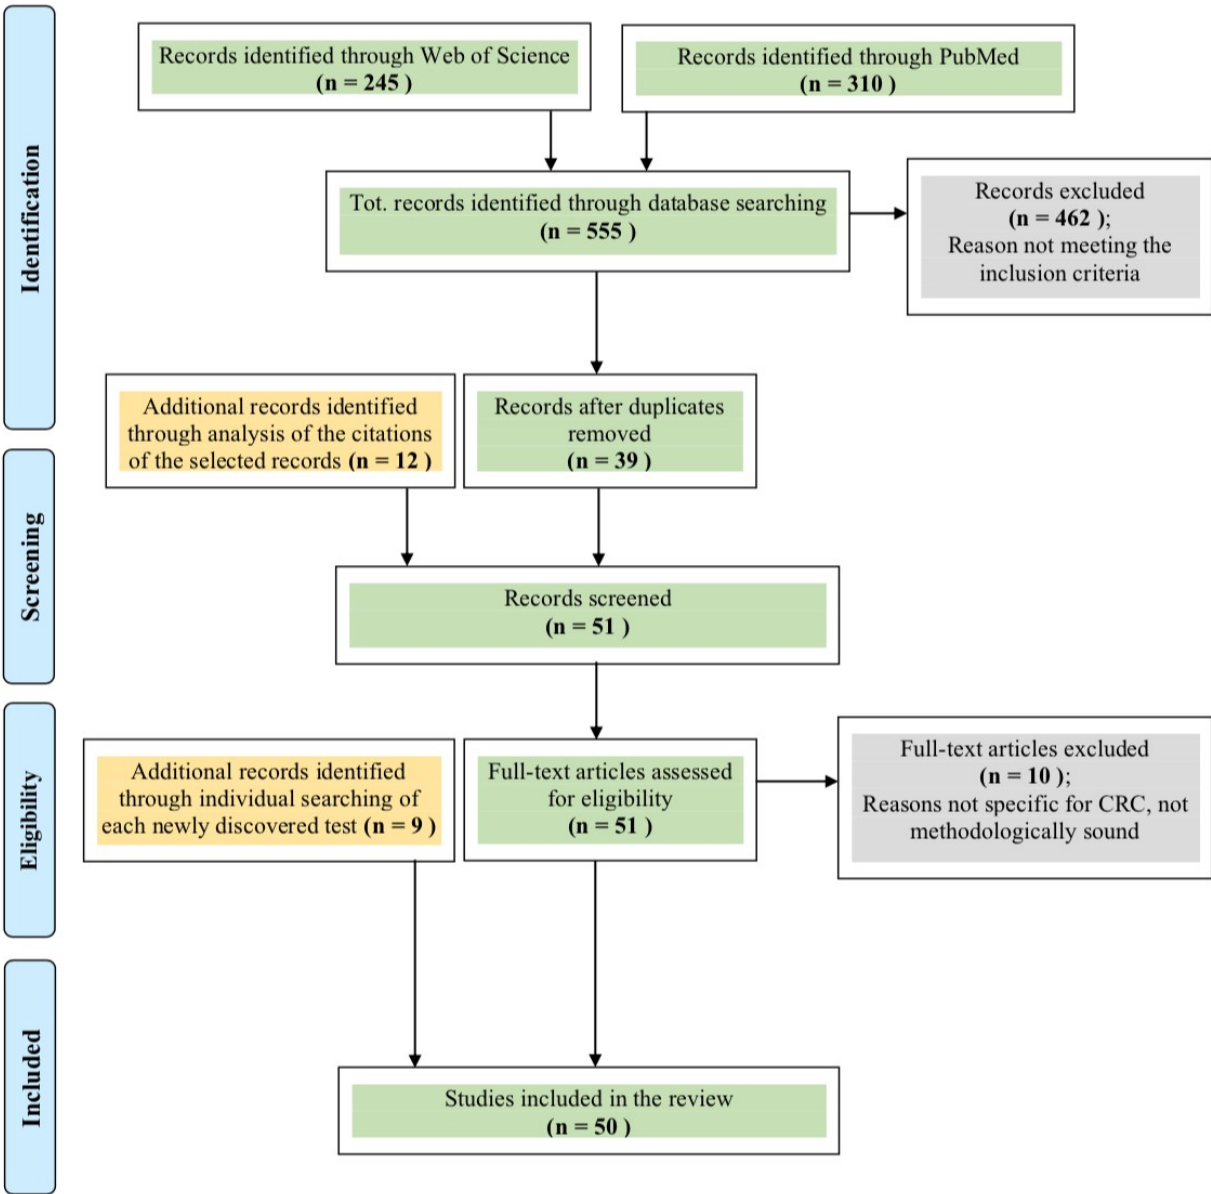 Identification
Records identified through Web of Science
(n = 245 )
Records identified through PubMed
(n = 310 )
Tot. records identified through database searching
(n = 555 )
Records excluded
(n = 462 );
Reason not meeting the
inclusion criteria
Additional records identified
through analysis of the citations
of the selected records (n = 12 )
Records after duplicates
removed
(n = 39 )
Screening
Records screened
(n = 51 )
Eligibility
Additional records identified
through individual searching of
each newly discovered test (n = 9 )
Full-text articles assessed
for eligibility
(n = 51 )
Full-text articles excluded
(n = 10 );
Reasons not specific for CRC, not
methodologically sound
Included
Studies included in the review
(n = 50 )